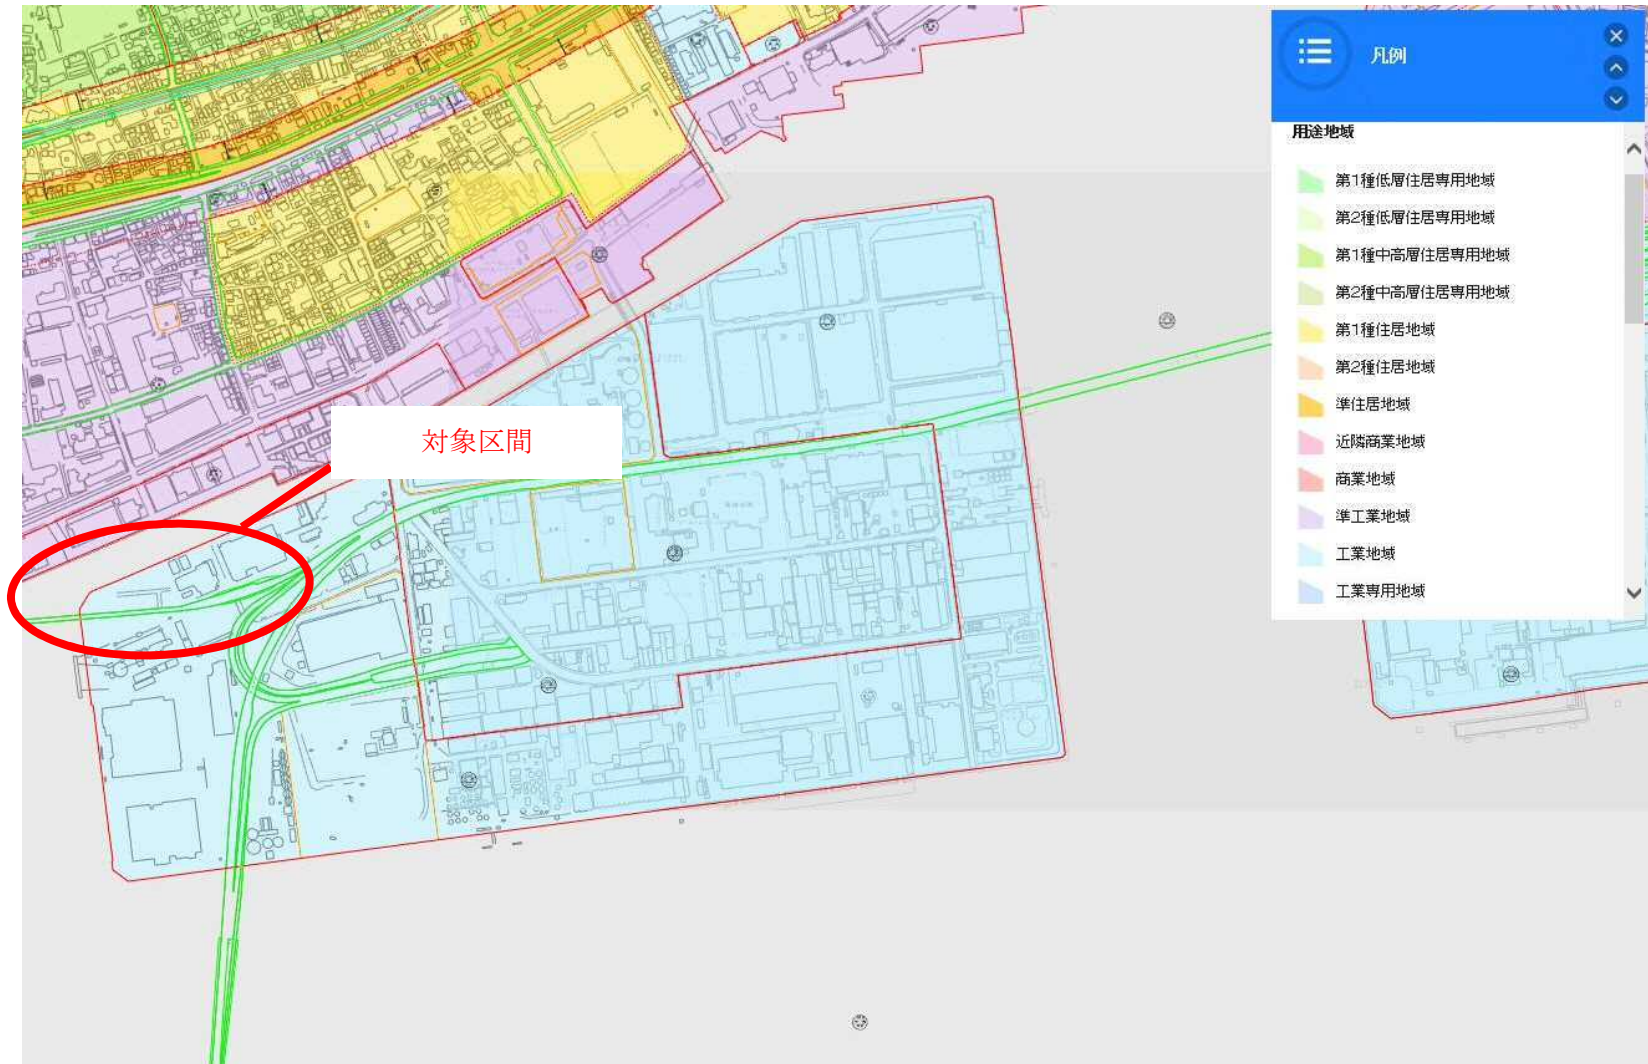 凡例
用途地域
第1種低層住居専用地域
第2種低層住居専用地域
第1種中高層住居専用地域
第2種中高層住居専用地域
第1種住居地域
第2種住居地域
準住居地域
近隣商業地域
商業地域
準工業地域
工業地域
工業専用地域
対象区間